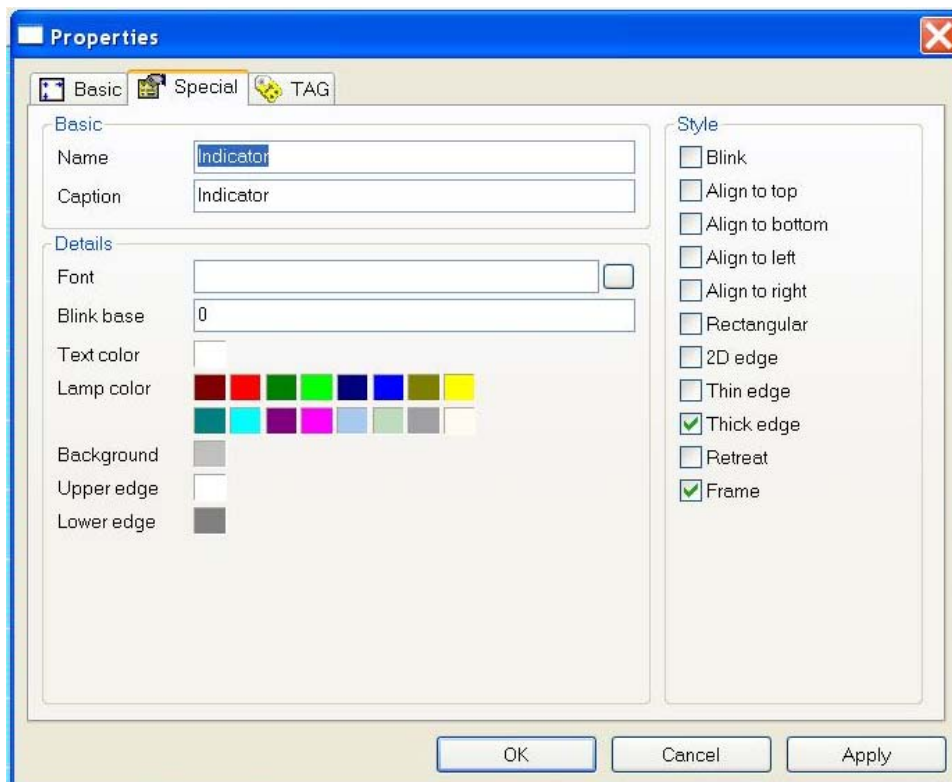 Properties
Basic Special TAG
Basic
Name Indicator
Caption Indicator
Details
Font
Blink base 0
Text color
Lamp color
Background
Upper edge
Lower edge
Style
Blink
Align to top
Align to bottom
Align to left
Align to right
Rectangular
2D edge
Thin edge
Thick edge
Retreat
Frame
OK Cancel Apply